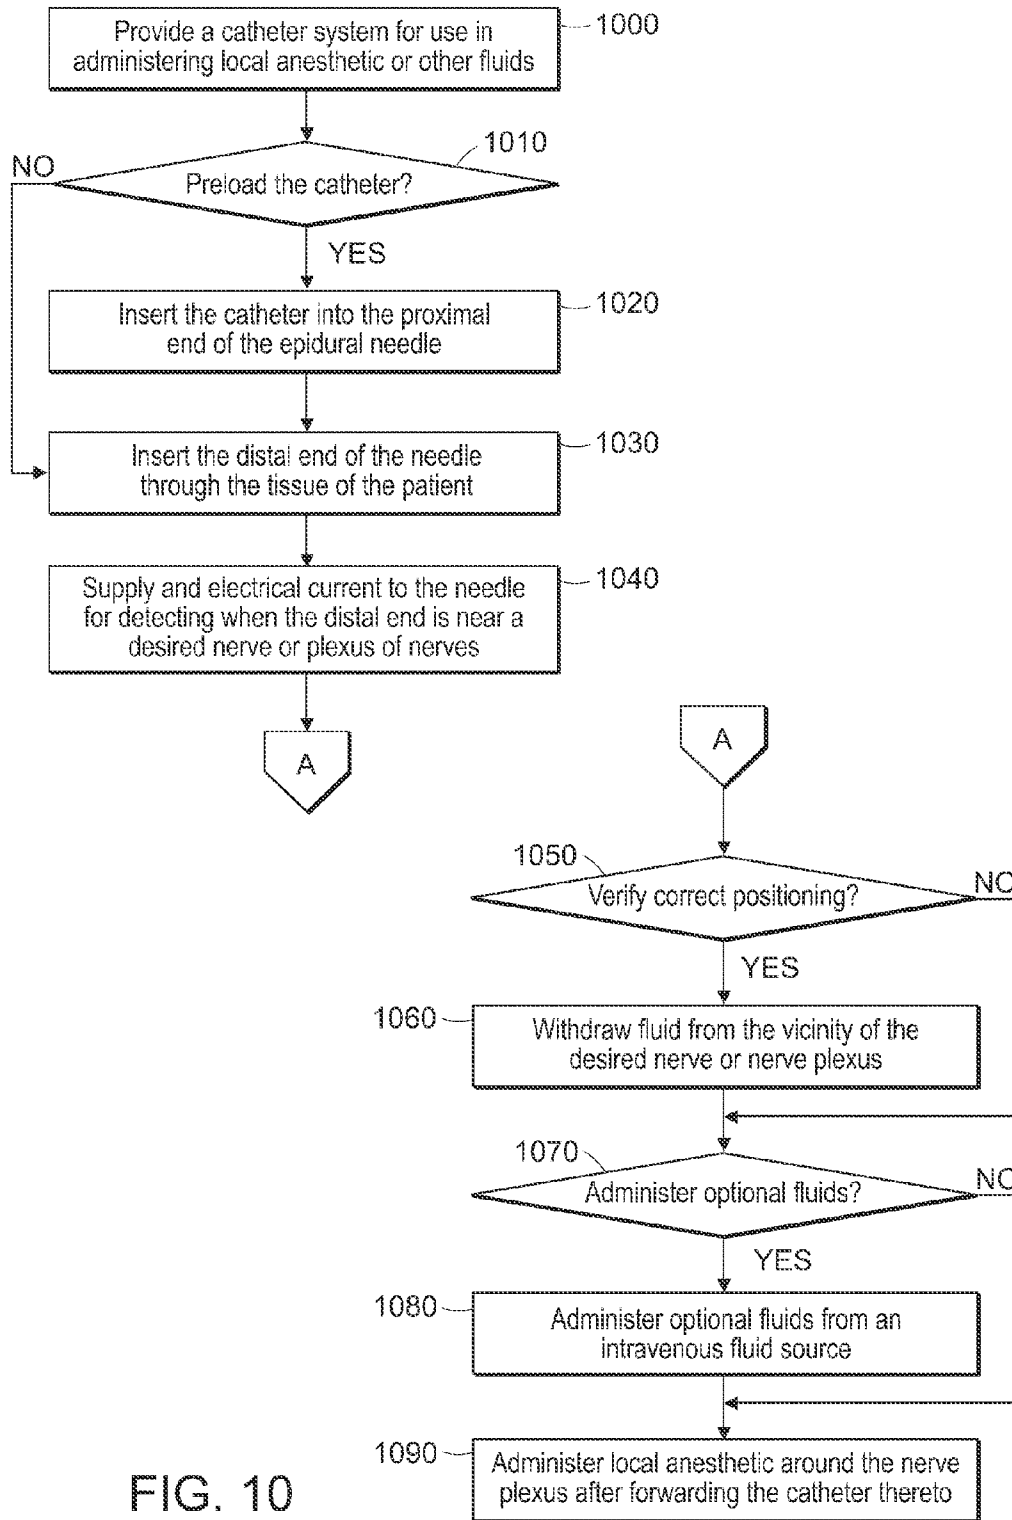 Provide a catheter system for use in
administering local anesthetic or other fluids
1000
1010
NO
Preload the catheter?
YES
Insert the catheter into the proximal
end of the epidural needle
1020
Insert the distal end of the needle
through the tissue of the patient
1030
Supply and electrical current to the needle
for detecting when the distal end is near a
desired nerve or plexus of nerves
1040
A
A
1050
Verify correct positioning?
NO
YES
1060
Withdraw fluid from the vicinity of the
desired nerve or nerve plexus
1070
Administer optional fluids?
NO
YES
1080
Administer optional fluids from an
intravenous fluid source
1090
Administer local anesthetic around the nerve
plexus after forwarding the catheter thereto
FIG. 10